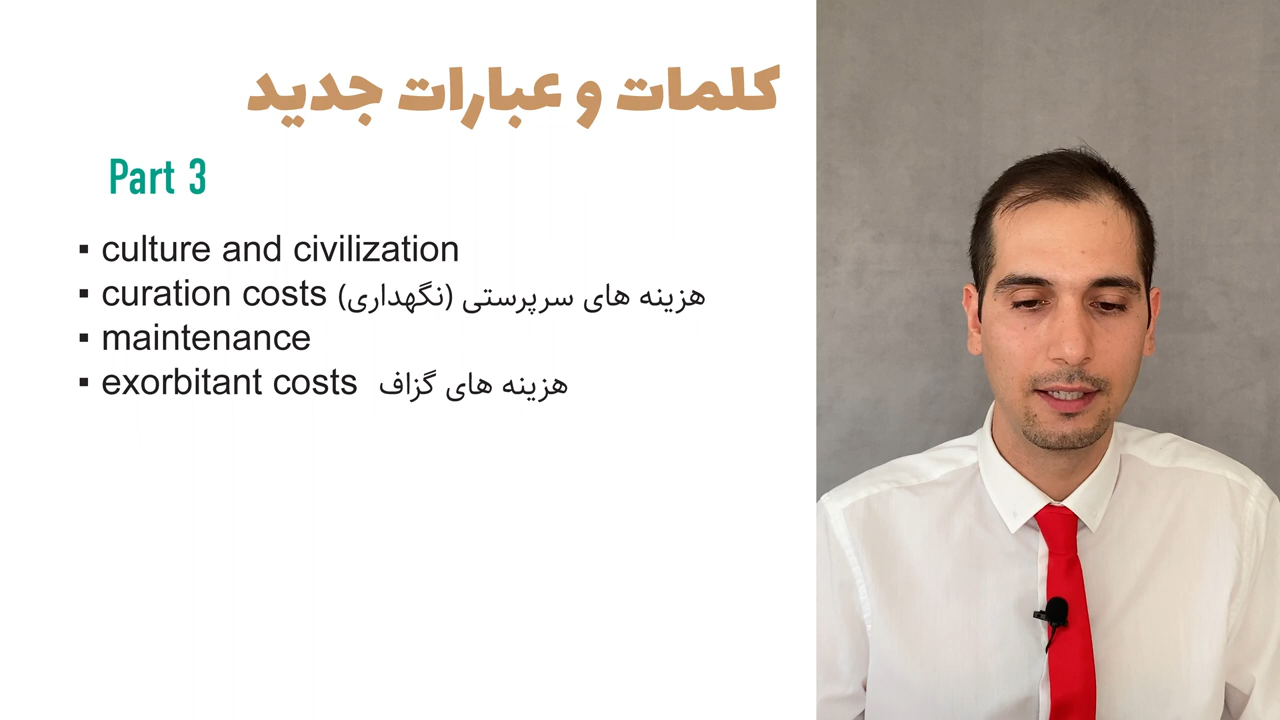 کلمات و عبارات جدید
Part 3
▪ culture and civilization
▪ curation costs هزینه های سرپرستی (نگهداری)
▪ maintenance
▪ exorbitant costs هزینه های گزاف